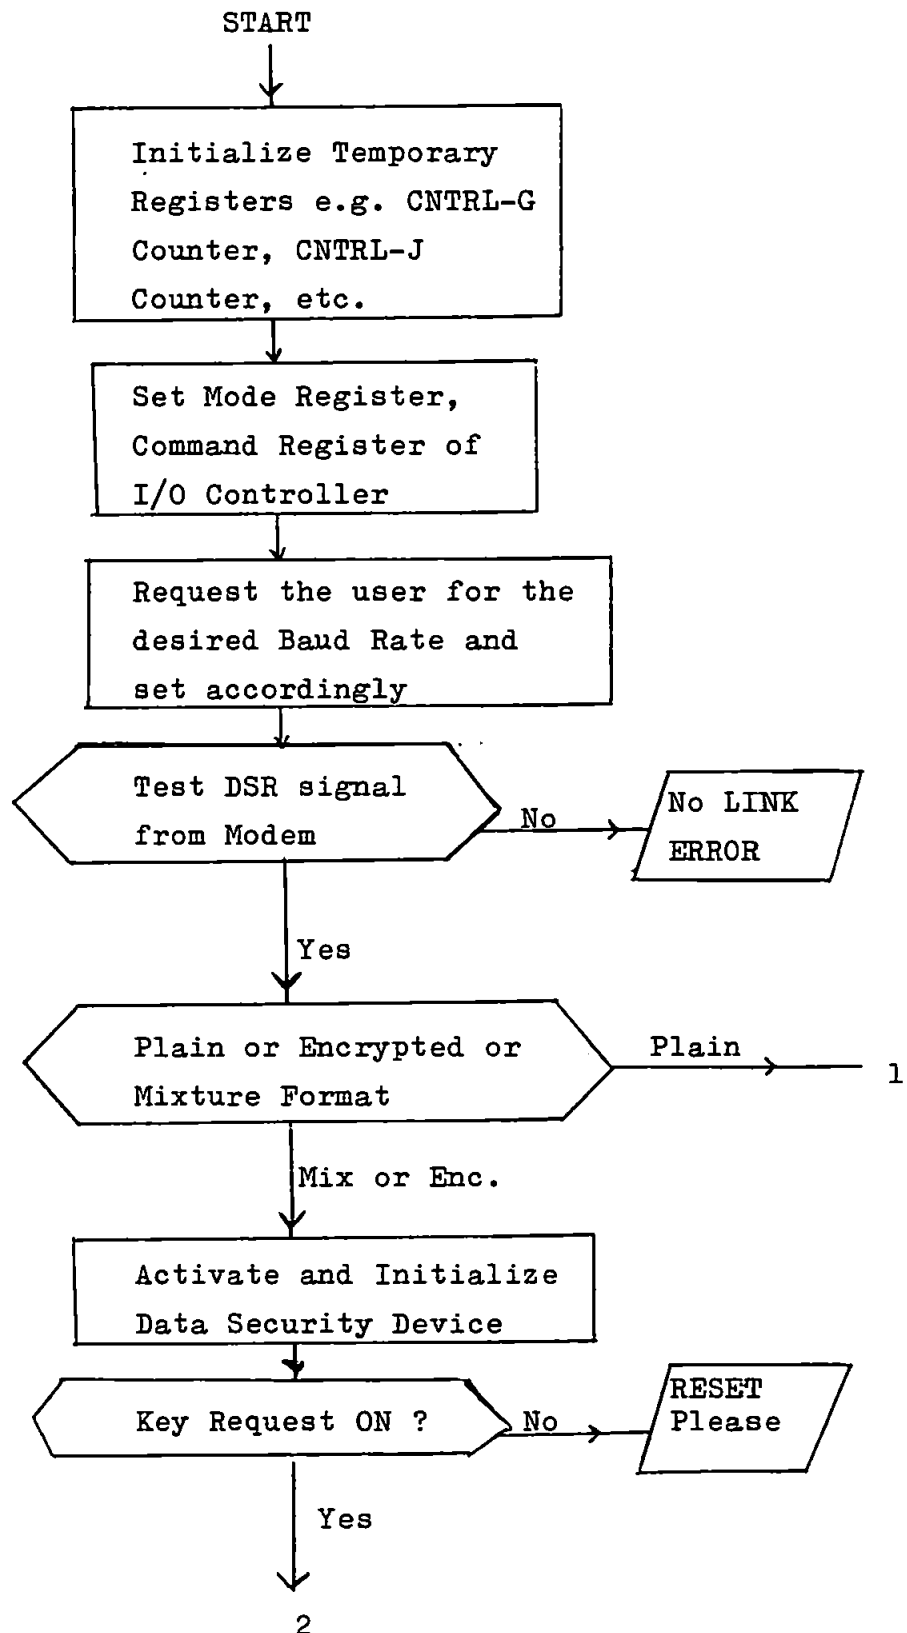 START
Initialize Temporary
Registers e.g. CNTRL-G
Counter, CNTRL-J
Counter, etc.
Set Mode Register,
Command Register of
I/O Controller
Request the user for the
desired Baud Rate and
set accordingly
Test DSR signal
from Modem
No
No LINK
ERROR
Yes
Plain or Encrypted or
Mixture Format
Plain
1
Mix or Enc.
Activate and Initialize
Data Security Device
Key Request ON ?
No
RESET
Please
Yes
2